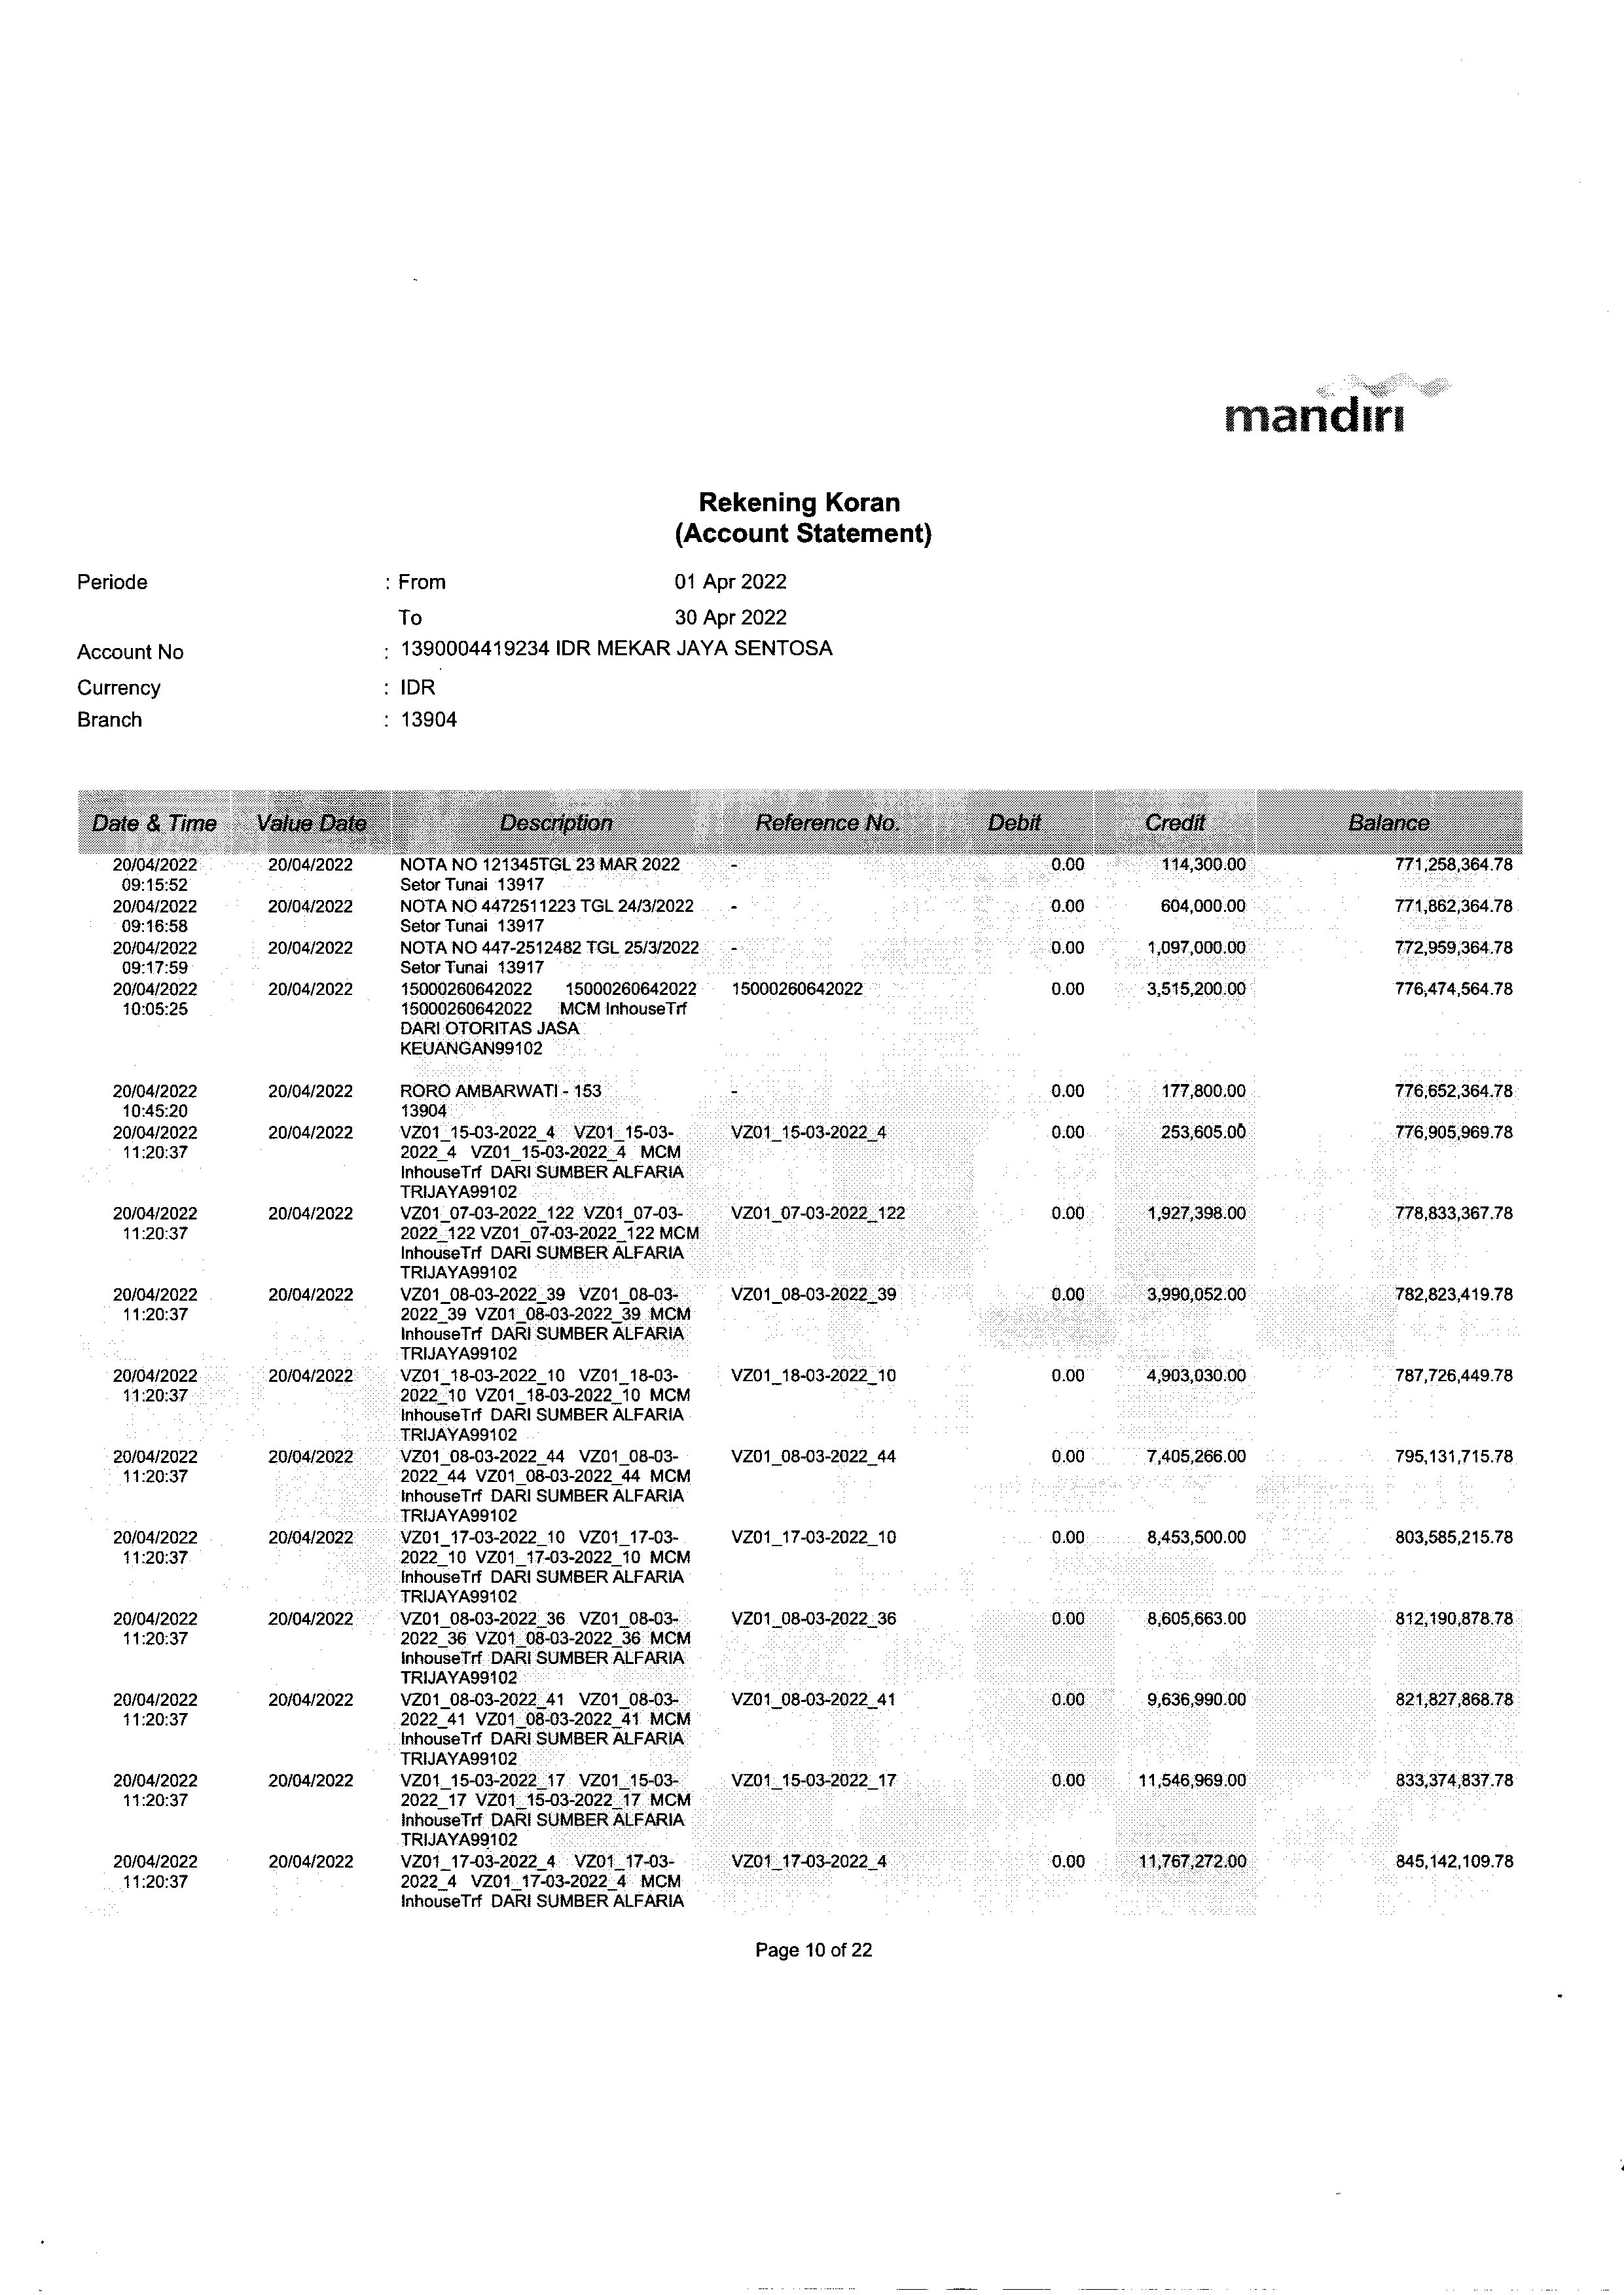 mandiri
Rekening Koran
(Account Statement)
Periode : From 01 Apr 2022
To 30 Apr 2022
Account No : 1390004419234 IDR MEKAR JAYA SENTOSA
Currency : IDR
Branch : 13904
Date & Time Value Date Description Reference No. Debit Credit Balance
20/04/2022 20/04/2022 NOTA NO 121345TGL 23 MAR 2022 - 0.00 114,300.00 771,258,364.78
09:15:52 Setor Tunai 13917
20/04/2022 20/04/2022 NOTA NO 4472511223 TGL 24/3/2022 - 0.00 604,000.00 771,862,364.78
09:16:58 Setor Tunai 13917
20/04/2022 20/04/2022 NOTA NO 447-2512482 TGL 25/3/2022 - 0.00 1,097,000.00 772,959,364.78
09:17:59 Setor Tunai 13917
20/04/2022 20/04/2022 15000260642022 15000260642022 15000260642022 0.00 3,515,200.00 776,474,564.78
10:05:25 15000260642022 MCM InhouseTrf
DARI OTORITAS JASA
KEUANGAN99102
20/04/2022 20/04/2022 RORO AMBARWATI - 153 - 0.00 177,800.00 776,652,364.78
10:45:20 13904
20/04/2022 20/04/2022 VZ01_15-03-2022_4 VZ01_15-03- VZ01_15-03-2022_4 0.00 253,605.00 776,905,969.78
11:20:37 2022_4 VZ01_15-03-2022_4 MCM
InhouseTrf DARI SUMBER ALFARIA
TRIJAYA99102
20/04/2022 20/04/2022 VZ01_07-03-2022_122 VZ01_07-03- VZ01_07-03-2022_122 0.00 1,927,398.00 778,833,367.78
11:20:37 2022_122 VZ01_07-03-2022_122 MCM
InhouseTrf DARI SUMBER ALFARIA
TRIJAYA99102
20/04/2022 20/04/2022 VZ01_08-03-2022_39 VZ01_08-03- VZ01_08-03-2022_39 0.00 3,990,052.00 782,823,419.78
11:20:37 2022_39 VZ01_08-03-2022_39 MCM
InhouseTrf DARI SUMBER ALFARIA
TRIJAYA99102
20/04/2022 20/04/2022 VZ01_18-03-2022_10 VZ01_18-03- VZ01_18-03-2022_10 0.00 4,903,030.00 787,726,449.78
11:20:37 2022_10 VZ01_18-03-2022_10 MCM
InhouseTrf DARI SUMBER ALFARIA
TRIJAYA99102
20/04/2022 20/04/2022 VZ01_08-03-2022_44 VZ01_08-03- VZ01_08-03-2022_44 0.00 7,405,266.00 795,131,715.78
11:20:37 2022_44 VZ01_08-03-2022_44 MCM
InhouseTrf DARI SUMBER ALFARIA
TRIJAYA99102
20/04/2022 20/04/2022 VZ01_17-03-2022_10 VZ01_17-03- VZ01_17-03-2022_10 0.00 8,453,500.00 803,585,215.78
11:20:37 2022_10 VZ01_17-03-2022_10 MCM
InhouseTrf DARI SUMBER ALFARIA
TRIJAYA99102
20/04/2022 20/04/2022 VZ01_08-03-2022_36 VZ01_08-03- VZ01_08-03-2022_36 0.00 8,605,663.00 812,190,878.78
11:20:37 2022_36 VZ01_08-03-2022_36 MCM
InhouseTrf DARI SUMBER ALFARIA
TRIJAYA99102
20/04/2022 20/04/2022 VZ01_08-03-2022_41 VZ01_08-03- VZ01_08-03-2022_41 0.00 9,636,990.00 821,827,868.78
11:20:37 2022_41 VZ01_08-03-2022_41 MCM
InhouseTrf DARI SUMBER ALFARIA
TRIJAYA99102
20/04/2022 20/04/2022 VZ01_15-03-2022_17 VZ01_15-03- VZ01_15-03-2022_17 0.00 11,546,969.00 833,374,837.78
11:20:37 2022_17 VZ01_15-03-2022_17 MCM
InhouseTrf DARI SUMBER ALFARIA
TRIJAYA99102
20/04/2022 20/04/2022 VZ01_17-03-2022_4 VZ01_17-03- VZ01_17-03-2022_4 0.00 11,767,272.00 845,142,109.78
11:20:37 2022_4 VZ01_17-03-2022_4 MCM
InhouseTrf DARI SUMBER ALFARIA
Page 10 of 22